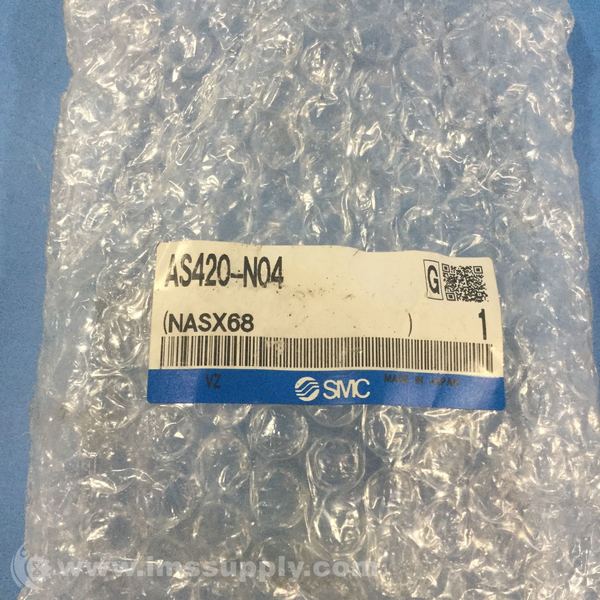 AS420-N04
G
(NASX68 )
1
VZ
SMC
MADE IN JAPAN
www.imssupply.com